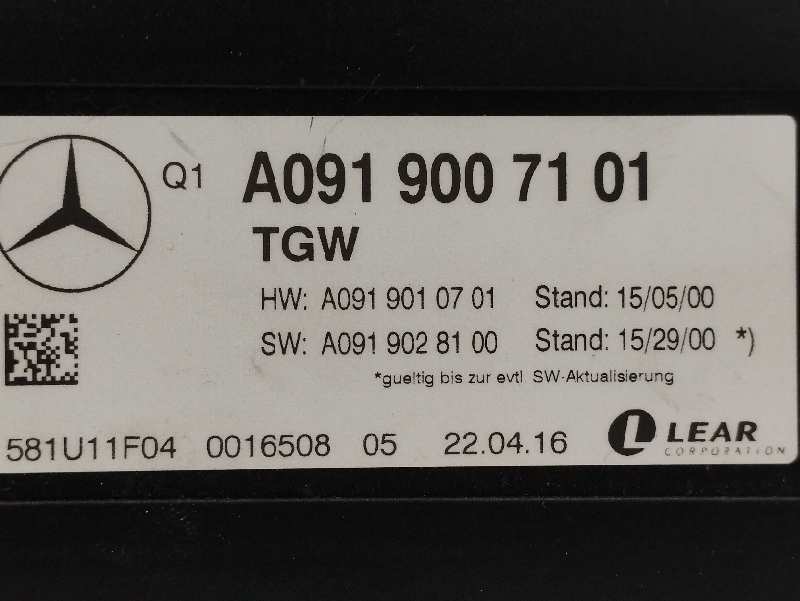 Q1 A091 900 71 01
TGW
HW: A091 901 07 01 Stand: 15/05/00
SW: A091 902 81 00 Stand: 15/29/00 *)
*gueltig bis zur evtl SW-Aktualisierung
581U11F04 0016508 05 22.04.16
LEAR
CORPORATION